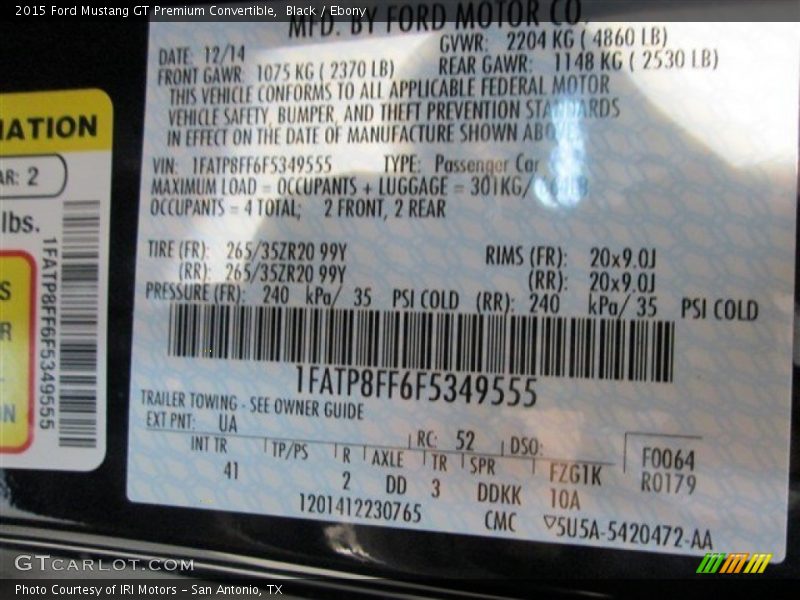 2015 Ford Mustang GT Premium Convertible, Black / Ebony
MFD. BY FORD MOTOR CO.
DATE: 12/14 GVWR: 2204 KG ( 4860 LB)
FRONT GAWR: 1075 KG ( 2370 LB) REAR GAWR: 1148 KG ( 2530 LB)
THIS VEHICLE CONFORMS TO ALL APPLICABLE FEDERAL MOTOR
VEHICLE SAFETY, BUMPER, AND THEFT PREVENTION STANDARDS
IN EFFECT ON THE DATE OF MANUFACTURE SHOWN ABOVE
VIN: 1FATP8FF6F5349555 TYPE: Passenger Car
MAXIMUM LOAD = OCCUPANTS + LUGGAGE = 301KG/
OCCUPANTS = 4 TOTAL; 2 FRONT, 2 REAR
TIRE (FR): 265/35ZR20 99Y RIMS (FR): 20x9.0J
(RR): 265/35ZR20 99Y (RR): 20x9.0J
PRESSURE (FR): 240 kPa/ 35 PSI COLD (RR): 240 kPa/ 35 PSI COLD
1FATP8FF6F5349555
TRAILER TOWING - SEE OWNER GUIDE
EXT PNT: UA RC: 52 DSO: F0064
INT TR TP/PS R AXLE TR SPR FZG1K R0179
41 2 DD 3 DDKK 10A
1201412230765 CMC 5U5A-5420472-AA
MATION
AR: 2
lbs.
1FATP8FF6F5349555
S
R
N
GTCARLOT.COM
Photo Courtesy of IRI Motors – San Antonio, TX